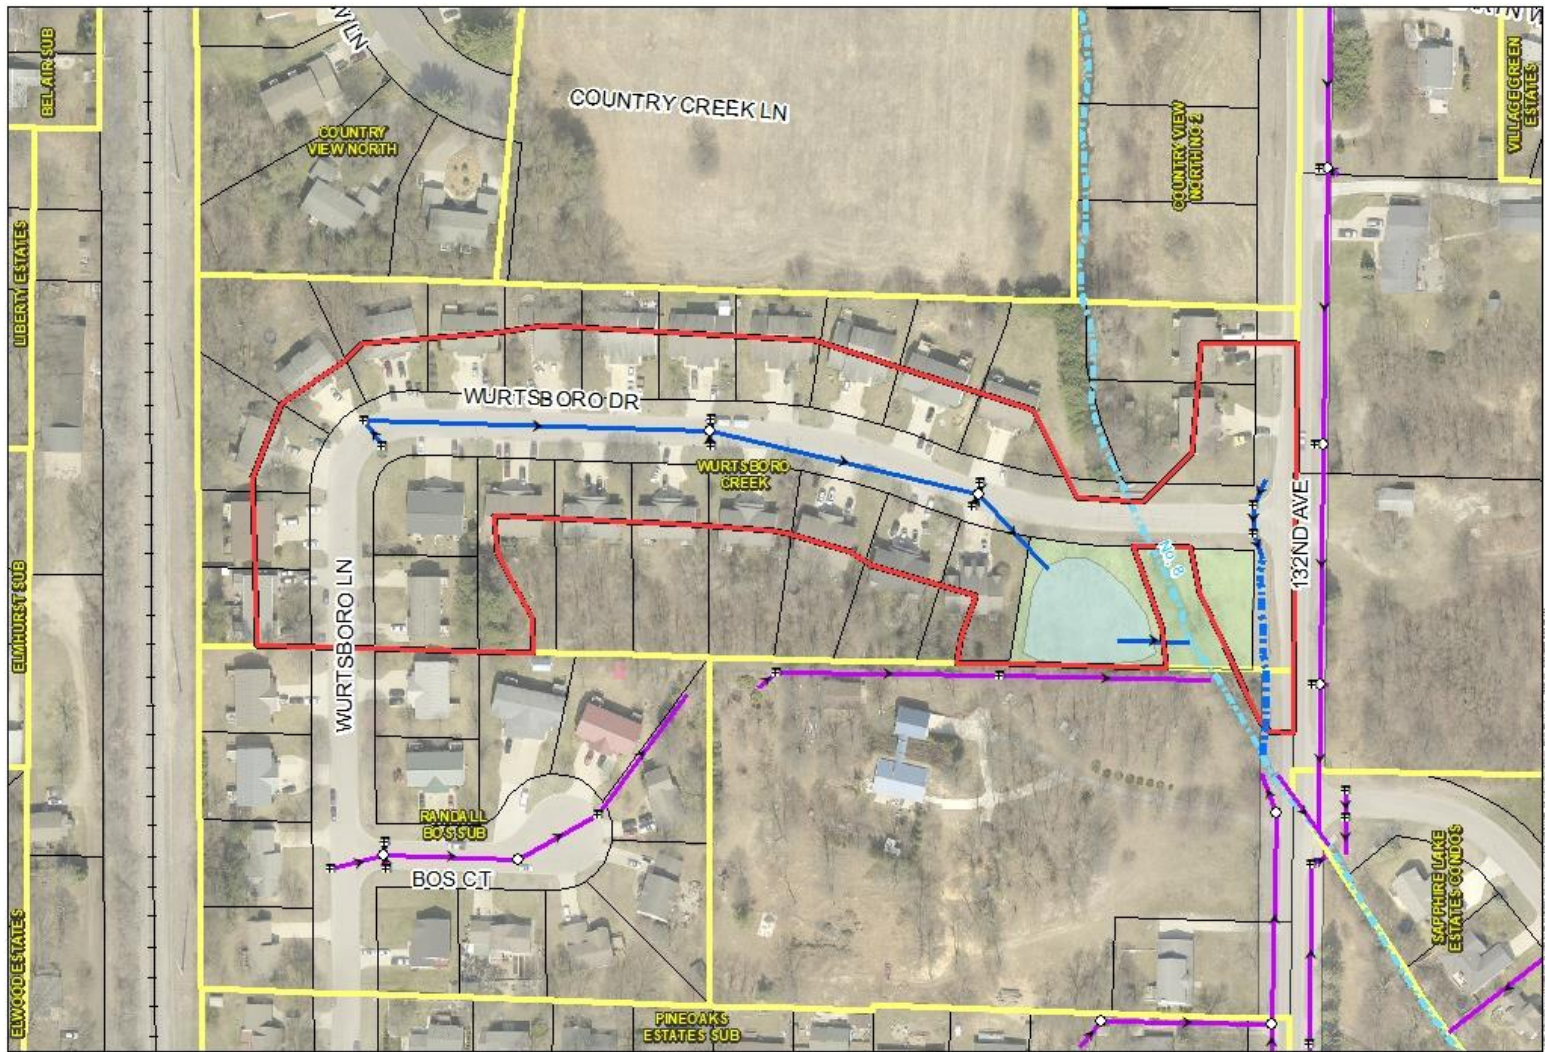 BEL AIR SUB
COUNTRY
VIEW NORTH
COUNTRY CREEK LN
COUNTRY VIEW
NORTH NO 2
VILLAGE GREEN
ESTATES
LIBERTY ESTATES
WURTSBORO DR
WURTSBORO
CREEK
132ND AVE
No. 8
ELMHURST SUB
WURTSBORO LN
RANDALL
BOS SUB
BOS CT
SAPPHIRE LAKE
ESTATES CONDOS
ELWOOD ESTATES
PINEOAKS
ESTATES SUB